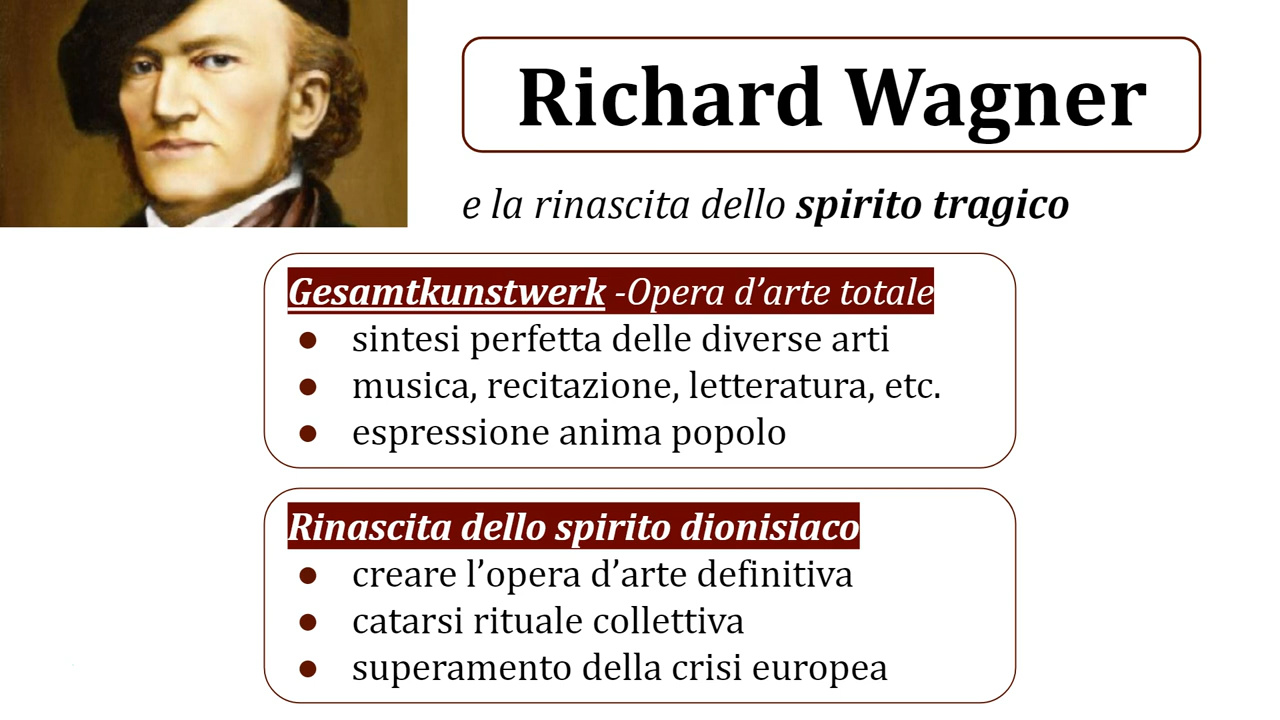 Richard Wagner
e la rinascita dello spirito tragico
Gesamtkunstwerk -Opera d’arte totale
● sintesi perfetta delle diverse arti
● musica, recitazione, letteratura, etc.
● espressione anima popolo
Rinascita dello spirito dionisiaco
● creare l’opera d’arte definitiva
● catarsi rituale collettiva
● superamento della crisi europea